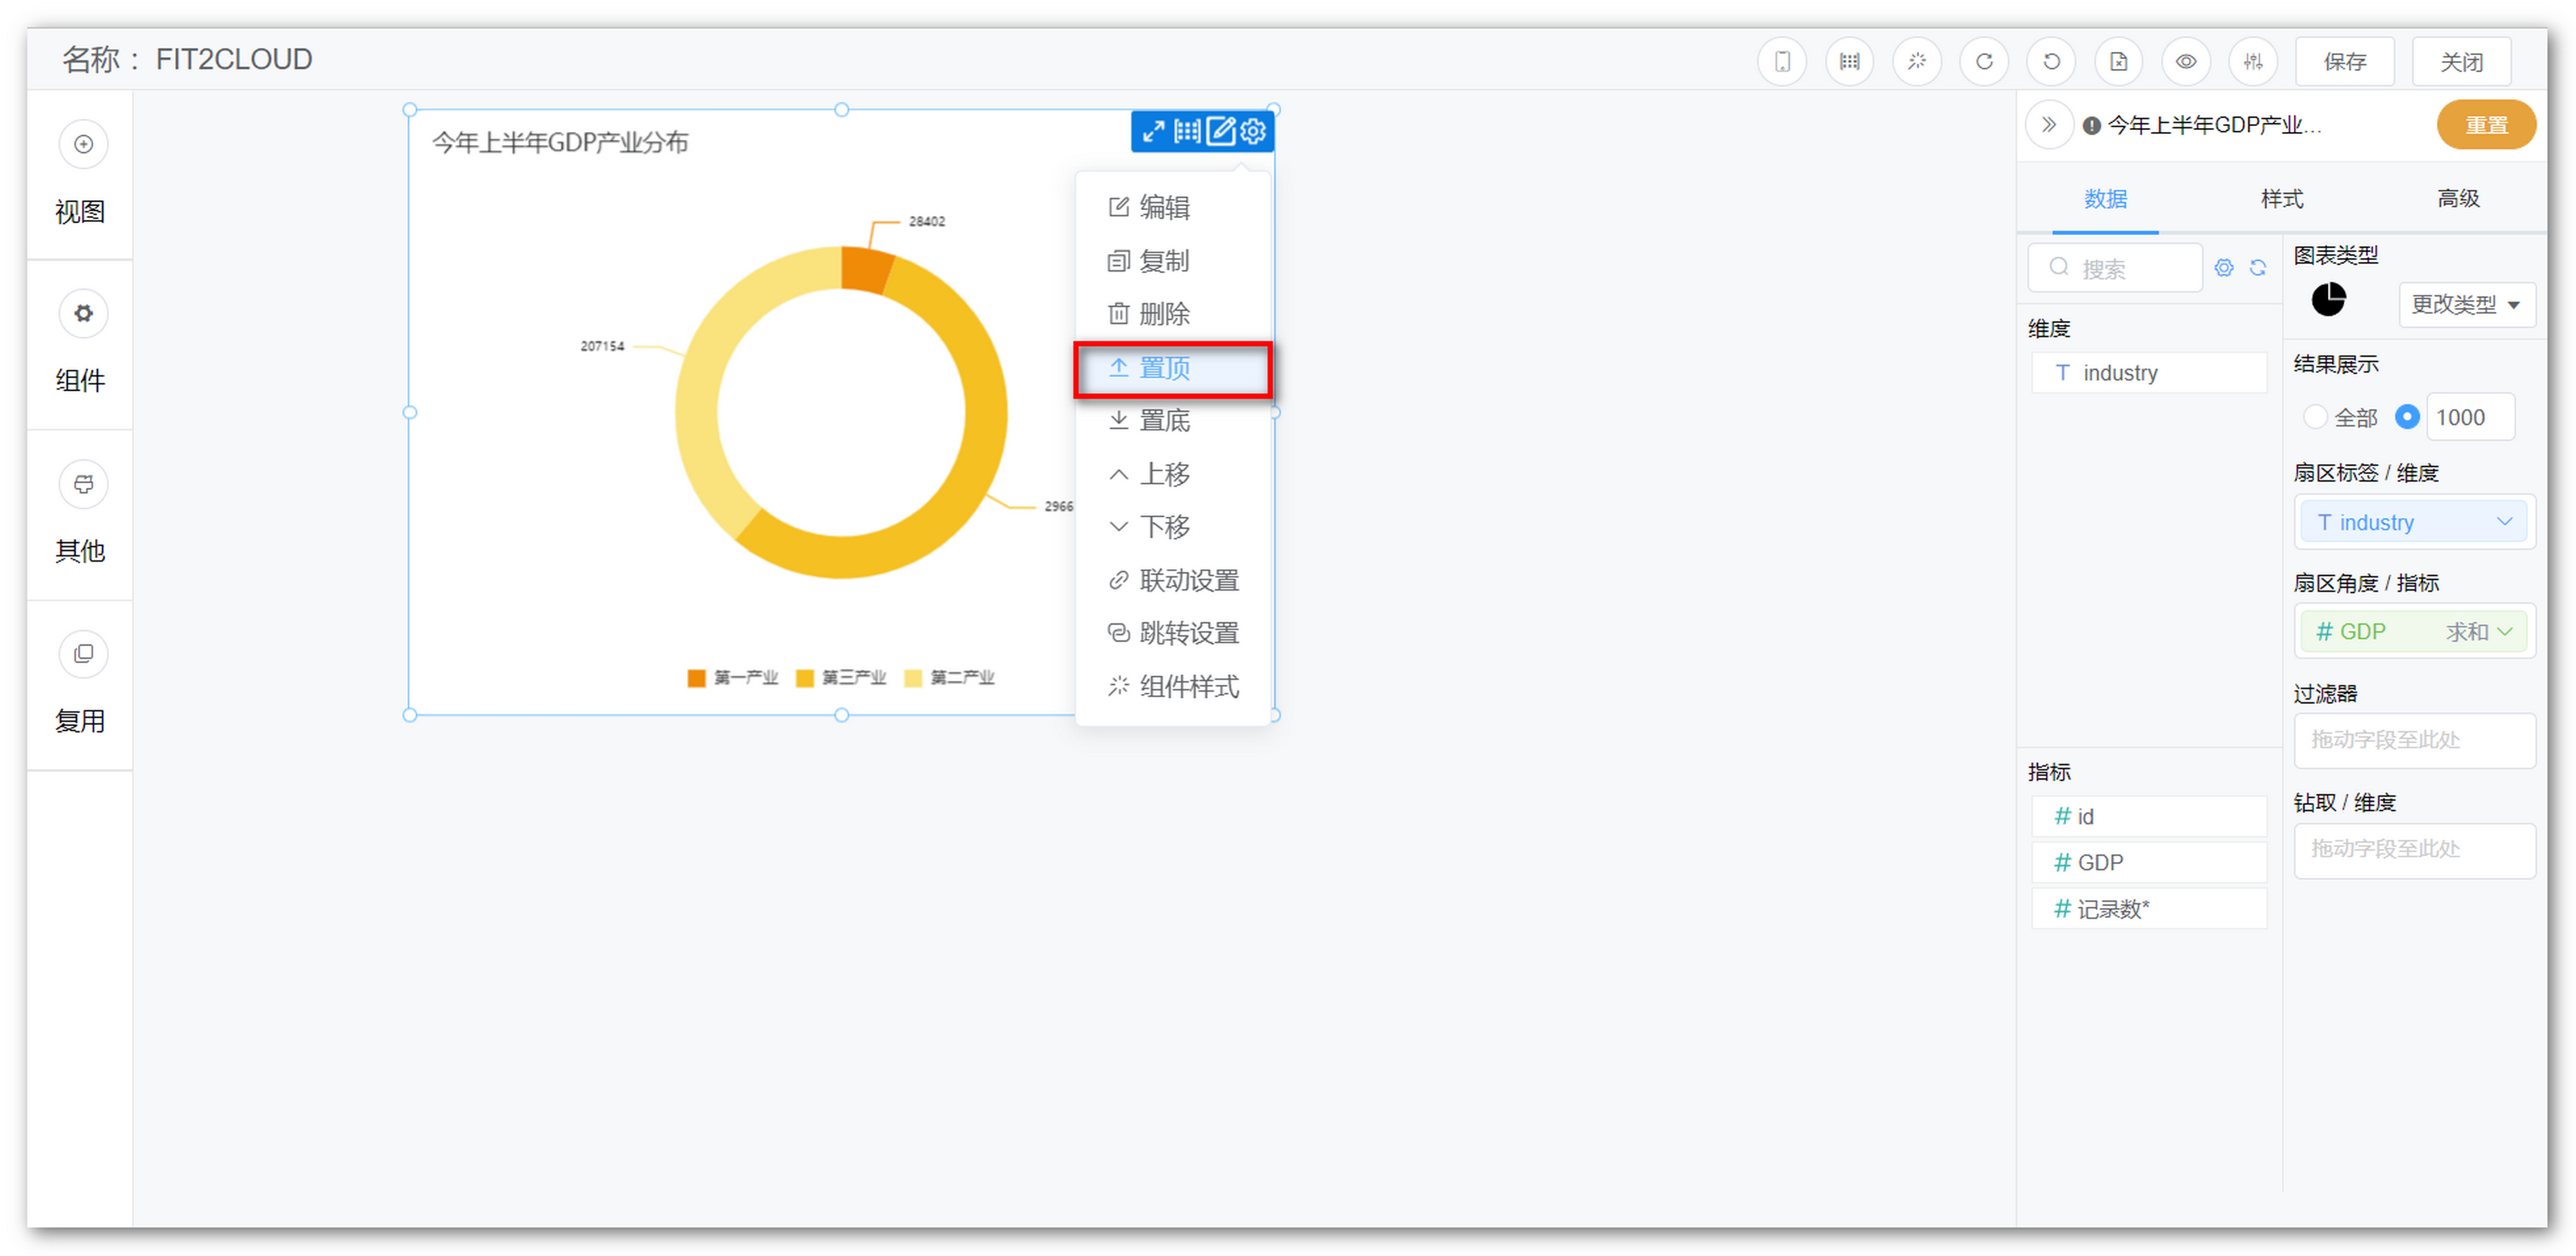 名称： FIT2CLOUD
保存
关闭
视图
组件
其他
复用
今年上半年GDP产业分布
28402
207154
2966
第一产业
第三产业
第二产业
编辑
复制
删除
置顶
置底
上移
下移
联动设置
跳转设置
组件样式
今年上半年GDP产业...
重置
数据
样式
高级
搜索
维度
T industry
指标
# id
# GDP
# 记录数*
图表类型
更改类型
结果展示
全部
1000
扇区标签 / 维度
T industry
扇区角度 / 指标
# GDP 求和
过滤器
拖动字段至此处
钻取 / 维度
拖动字段至此处